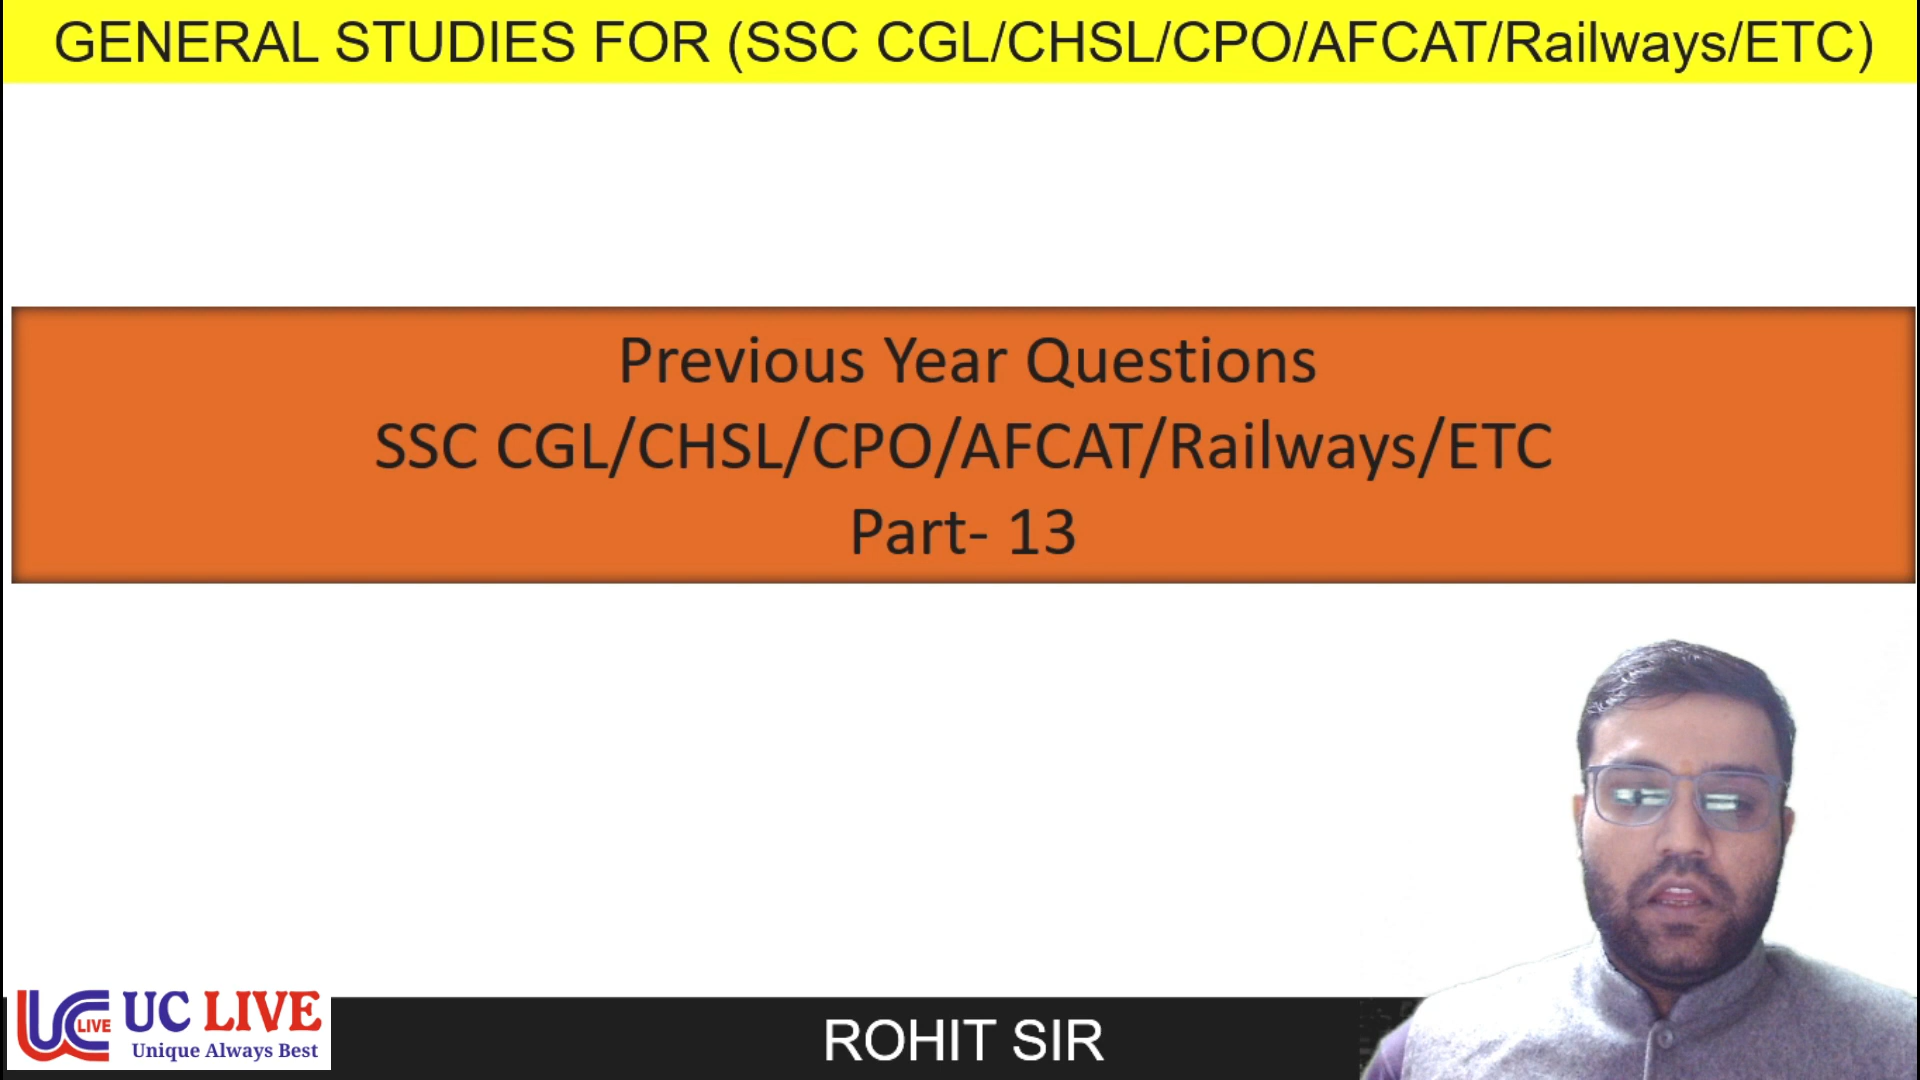 GENERAL STUDIES FOR (SSC CGL/CHSL/CPO/AFCAT/Railways/ETC)
Previous Year Questions
SSC CGL/CHSL/CPO/AFCAT/Railways/ETC
Part- 13
UC LIVE
LIVE
Unique Always Best
ROHIT SIR